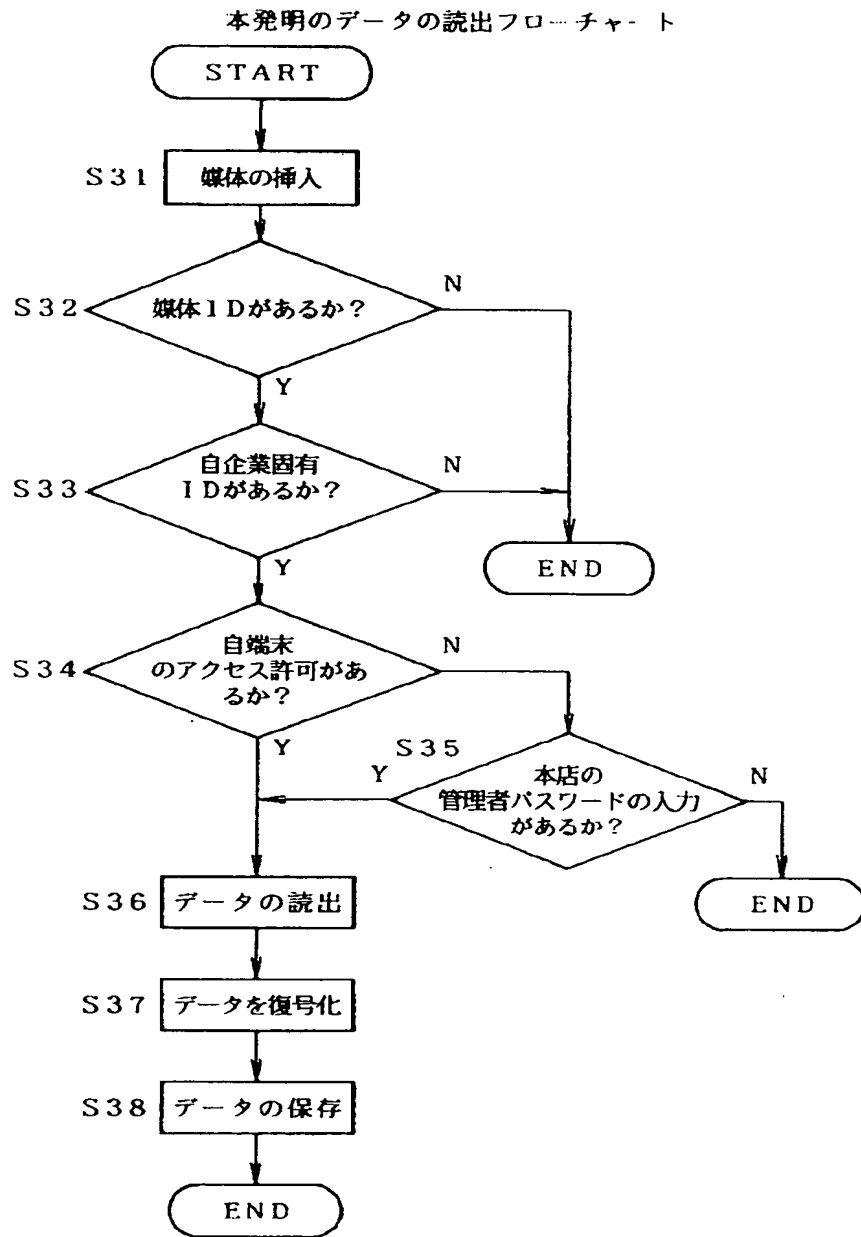 本発明のデータの読出フローチャート
START
S31
媒体の挿入
S32
媒体IDがあるか?
N
Y
S33
自企業固有
IDがあるか?
N
Y
END
S34
自端末
のアクセス許可があ
るか?
N
Y
S35
Y
本店の
管理者パスワードの入力
があるか?
N
END
S36
データの読出
S37
データを復号化
S38
データの保存
END